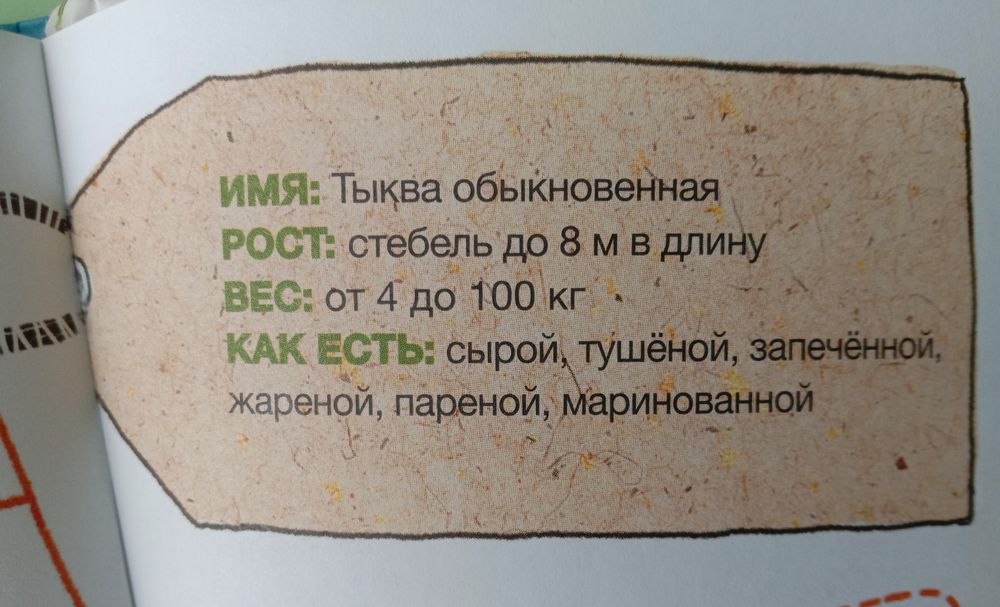 ИМЯ: Тыква обыкновенная
РОСТ: стебель до 8 м в длину
ВЕС: от 4 до 100 кг
КАК ЕСТЬ: сырой, тушёной, запечённой,
жареной, пареной, маринованной